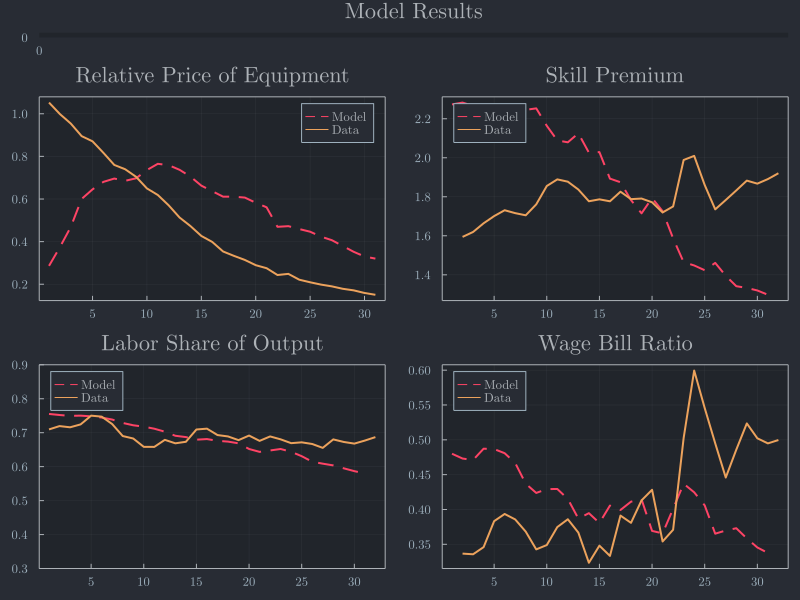 Model Results
0
0
Relative Price of Equipment
Model
Data
1.0
0.8
0.6
0.4
0.2
5 10 15 20 25 30
Skill Premium
Model
Data
2.2
2.0
1.8
1.6
1.4
5 10 15 20 25 30
Labor Share of Output
Model
Data
0.9
0.8
0.7
0.6
0.5
0.4
0.3
5 10 15 20 25 30
Wage Bill Ratio
Model
Data
0.60
0.55
0.50
0.45
0.40
0.35
5 10 15 20 25 30